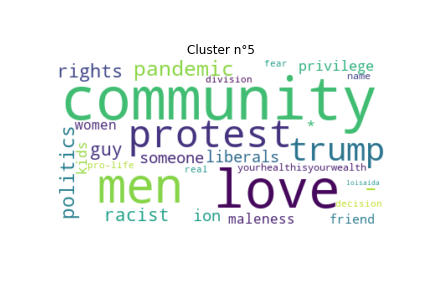 Cluster n°5
fear
rights pandemic privilege
division name
community
*
women protest
guy trump
kids someone liberals
pro-life real yourhealthisyourwealth
politics men love loisaida
_
decision
racist ion maleness friend